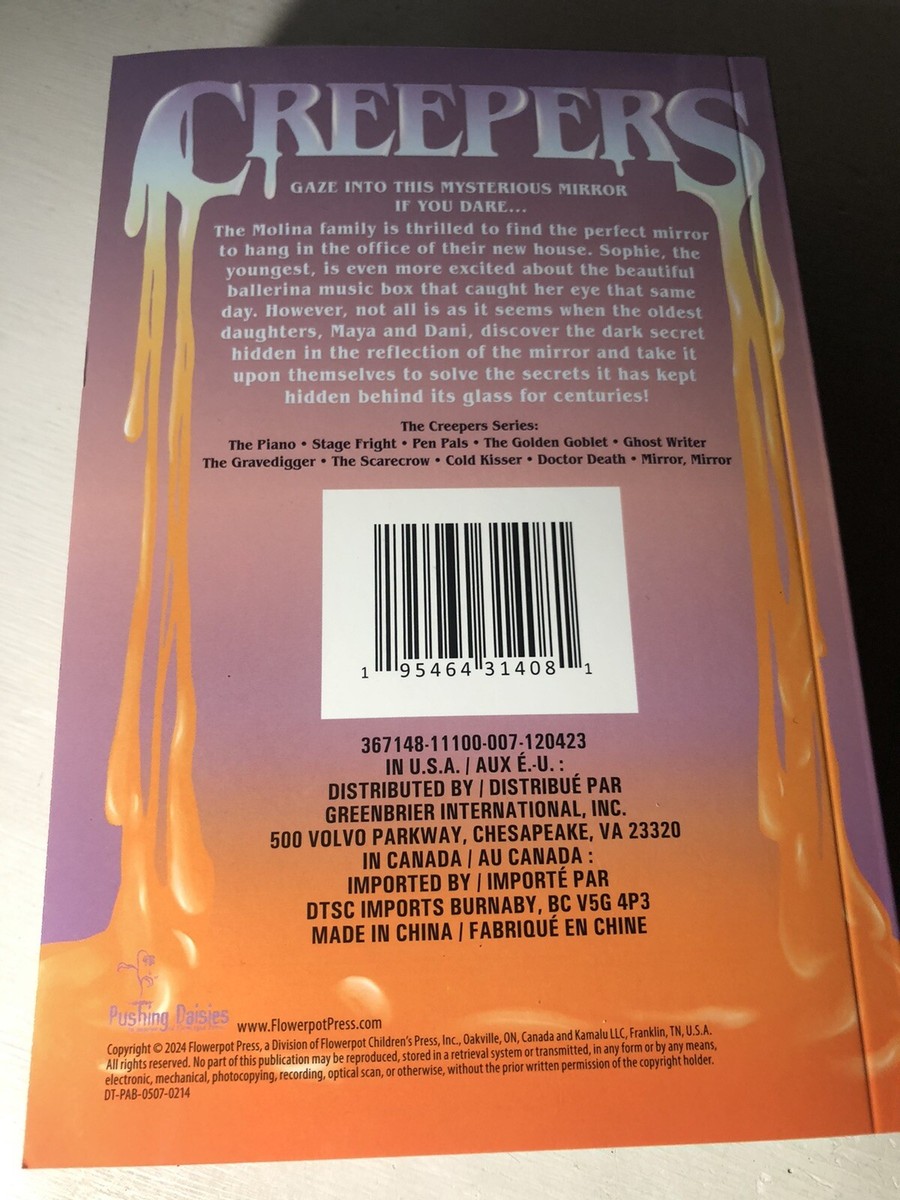 CREEPERS
GAZE INTO THIS MYSTERIOUS MIRROR
IF YOU DARE...
The Molina family is thrilled to find the perfect mirror
to hang in the office of their new house. Sophie, the
youngest, is even more excited about the beautiful
ballerina music box that caught her eye that same
day. However, not all is as it seems when the oldest
daughters, Maya and Dani, discover the dark secret
hidden in the reflection of the mirror and take it
upon themselves to solve the secrets it has kept
hidden behind its glass for centuries!
The Creepers Series:
The Piano • Stage Fright • Pen Pals • The Golden Goblet • Ghost Writer
The Gravedigger • The Scarecrow • Cold Kisser • Doctor Death • Mirror, Mirror
1 95464 31408 1
367148-11100-007-120423
IN U.S.A. / AUX É.-U. :
DISTRIBUTED BY / DISTRIBUÉ PAR
GREENBRIER INTERNATIONAL, INC.
500 VOLVO PARKWAY, CHESAPEAKE, VA 23320
IN CANADA / AU CANADA :
IMPORTED BY / IMPORTÉ PAR
DTSC IMPORTS BURNABY, BC V5G 4P3
MADE IN CHINA / FABRIQUÉ EN CHINE
Pushing Daisies
www.FlowerpotPress.com
Copyright © 2024 Flowerpot Press, a Division of Flowerpot Children's Press, Inc., Oakville, ON, Canada and Kamalu LLC, Franklin, TN, U.S.A.
All rights reserved. No part of this publication may be reproduced, stored in a retrieval system or transmitted, in any form or by any means,
electronic, mechanical, photocopying, recording, optical scan, or otherwise, without the prior written permission of the copyright holder.
DT-PAB-0507-0214